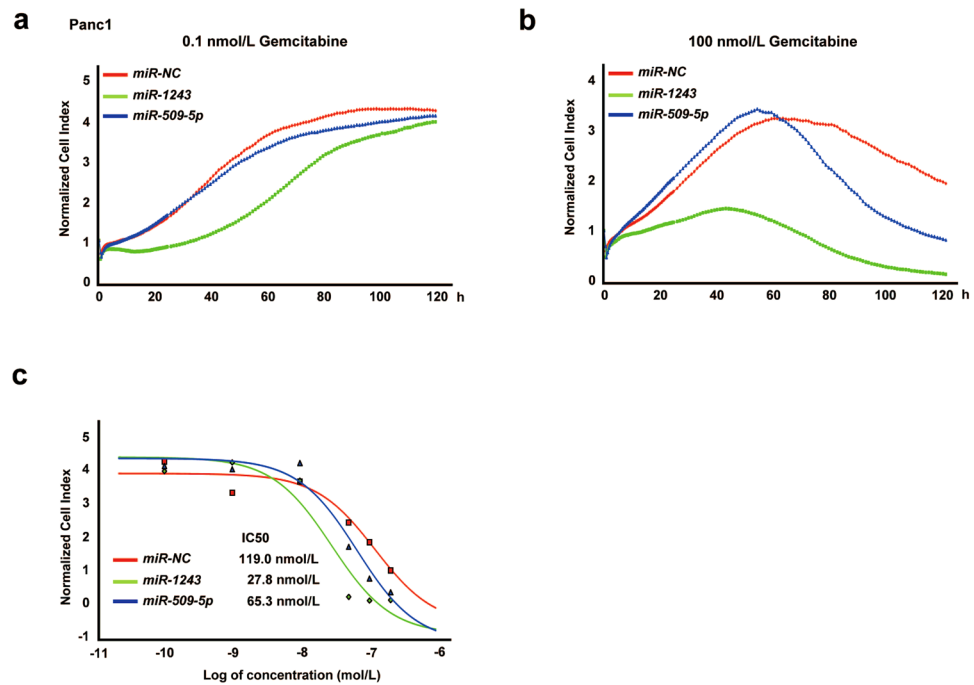 a
Panc1
0.1 nmol/L Gemcitabine
Normalized Cell Index
5
4
3
2
1
0
miR-NC
miR-1243
miR-509-5p
0 20 40 60 80 100 120 h
b
100 nmol/L Gemcitabine
Normalized Cell Index
4
3
2
1
0
miR-NC
miR-1243
miR-509-5p
0 20 40 60 80 100 120 h
c
Normalized Cell Index
5
4
3
2
1
0
-1
IC50
miR-NC 119.0 nmol/L
miR-1243 27.8 nmol/L
miR-509-5p 65.3 nmol/L
-11 -10 -9 -8 -7 -6
Log of concentration (mol/L)